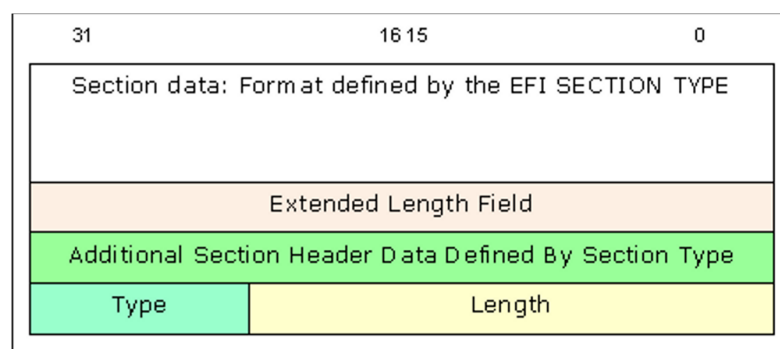 31 16 15 0
Section data: Format defined by the EFI SECTION TYPE
Extended Length Field
Additional Section Header Data Defined By Section Type
Type Length